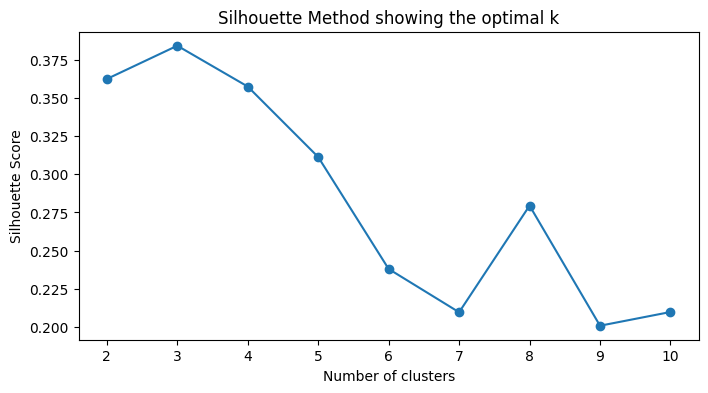 Silhouette Method showing the optimal k
Silhouette Score
0.375
0.350
0.325
0.300
0.275
0.250
0.225
0.200
2 3 4 5 6 7 8 9 10
Number of clusters